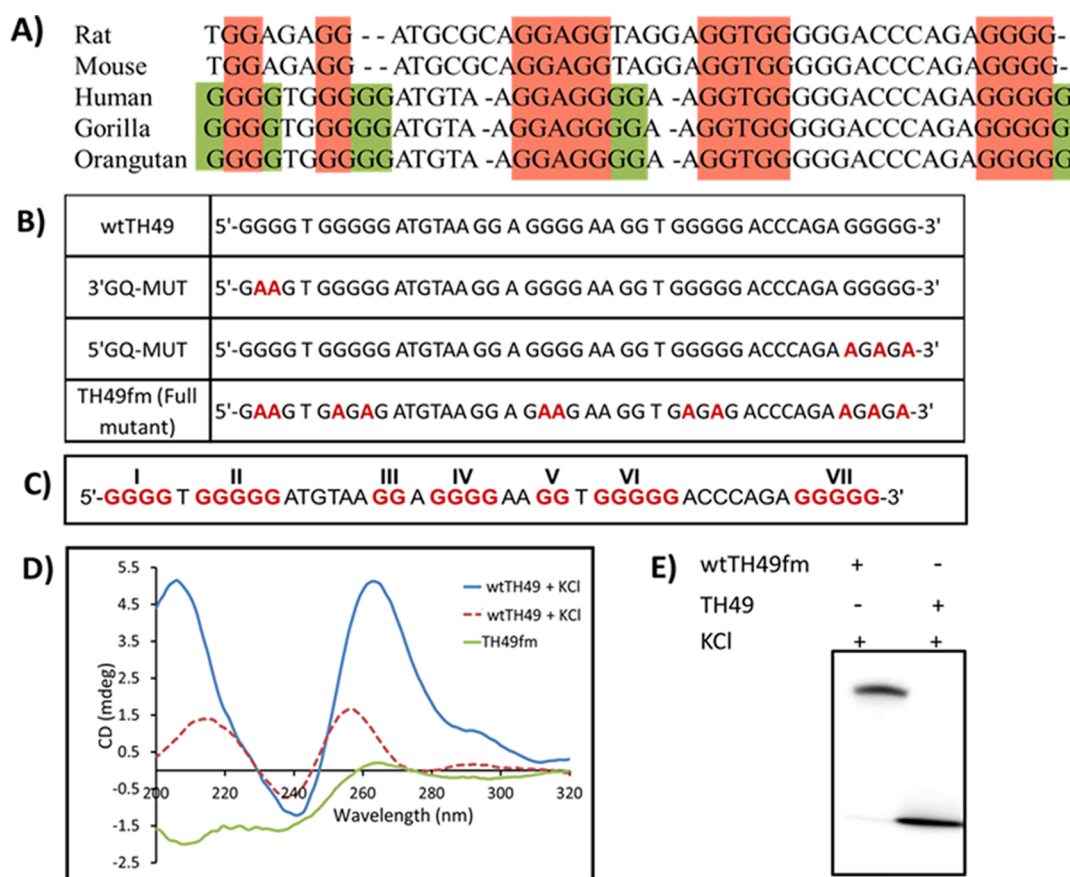 A)
Rat TGGAGAGG - - ATGCGCAGGAGGTAGGAGGTGGGGGACCCAGAGGGG-
Mouse TGGAGAGG - - ATGCGCAGGAGGTAGGAGGTGGGGGACCCAGAGGGG-
Human GGGGTGGGGGATGTA -AGGAGGGGA -AGGTGGGGGACCCAGAGGGGG
Gorilla GGGGTGGGGGATGTA -AGGAGGGGA -AGGTGGGGGACCCAGAGGGGG
Orangutan GGGGTGGGGGATGTA -AGGAGGGGA -AGGTGGGGGACCCAGAGGGGG
B)
wtTH49 5'-GGGG T GGGGG ATGTAA GG A GGGG AA GG T GGGGG ACCCAGA GGGGG-3'
3'GQ-MUT 5'-GAAG T GGGGG ATGTAA GG A GGGG AA GG T GGGGG ACCCAGA GGGGG-3'
5'GQ-MUT 5'-GGGG T GGGGG ATGTAA GG A GGGG AA GG T GGGGG ACCCAGA AGAGA-3'
TH49fm (Full mutant) 5'-GAAG T GAGAG ATGTAA GG A GAAG AA GG T GAGAG ACCCAGA AGAGA-3'
C)
I II III IV V VI VII
5'-GGGG T GGGGG ATGTAA GG A GGGG AA GG T GGGGG ACCCAGA GGGGG-3'
D)
CD (mdeg)
5.5
4.5
3.5
2.5
1.5
0.5
-0.5
-1.5
-2.5
200 220 240 260 280 300 320
Wavelength (nm)
wtTH49 + KCl
wtTH49 + KCl
TH49fm
E)
wtTH49fm + -
TH49 - +
KCl + +